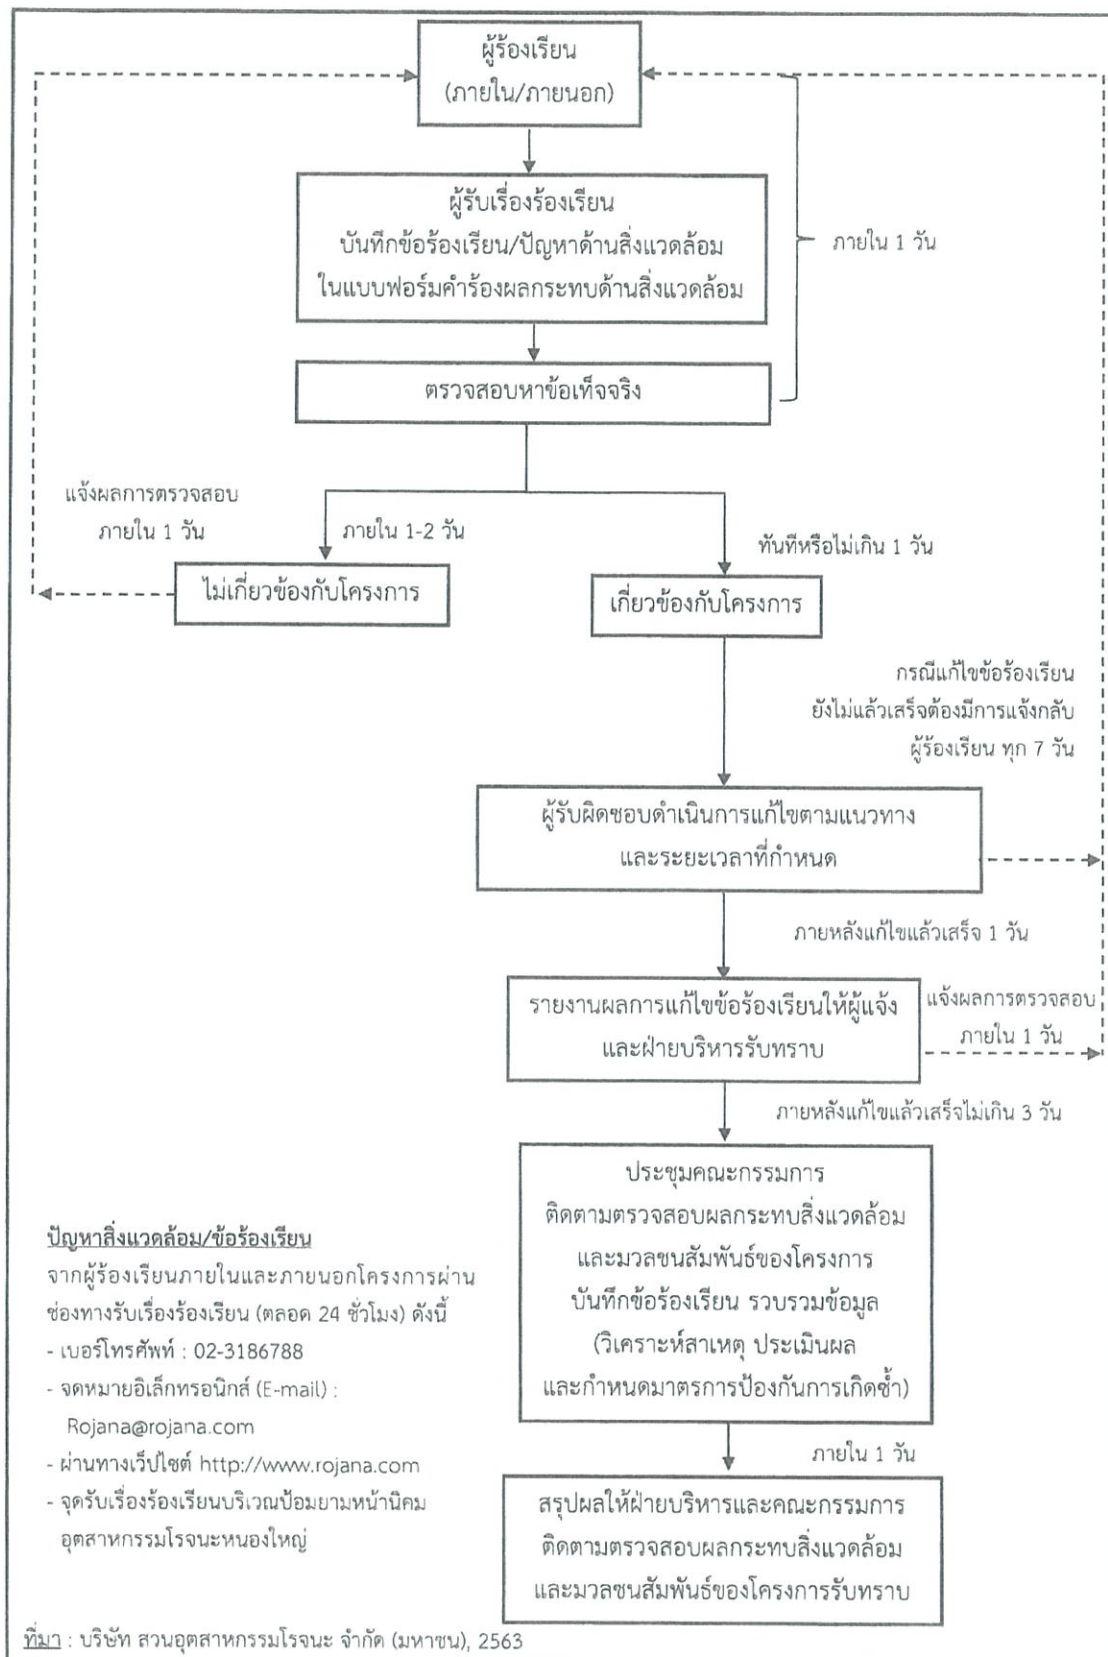 ผู้ร้องเรียน
(ภายใน/ภายนอก)
ผู้รับเรื่องร้องเรียน
บันทึกข้อร้องเรียน/ปัญหาด้านสิ่งแวดล้อม
ในแบบฟอร์มคำร้องผลกระทบด้านสิ่งแวดล้อม
ภายใน 1 วัน
ตรวจสอบหาข้อเท็จจริง
แจ้งผลการตรวจสอบ
ภายใน 1 วัน
ภายใน 1-2 วัน
ทันทีหรือไม่เกิน 1 วัน
ไม่เกี่ยวข้องกับโครงการ
เกี่ยวข้องกับโครงการ
กรณีแก้ไขข้อร้องเรียน
ยังไม่แล้วเสร็จต้องมีการแจ้งกลับ
ผู้ร้องเรียน ทุก 7 วัน
ผู้รับผิดชอบดำเนินการแก้ไขตามแนวทาง
และระยะเวลาที่กำหนด
ภายหลังแก้ไขแล้วเสร็จ 1 วัน
รายงานผลการแก้ไขข้อร้องเรียนให้ผู้แจ้ง
และฝ่ายบริหารรับทราบ
แจ้งผลการตรวจสอบ
ภายใน 1 วัน
ภายหลังแก้ไขแล้วเสร็จไม่เกิน 3 วัน
ประชุมคณะกรรมการ
ติดตามตรวจสอบผลกระทบสิ่งแวดล้อม
และมวลชนสัมพันธ์ของโครงการ
บันทึกข้อร้องเรียน รวบรวมข้อมูล
(วิเคราะห์สาเหตุ ประเมินผล
และกำหนดมาตรการป้องกันการเกิดซ้ำ)
ภายใน 1 วัน
สรุปผลให้ฝ่ายบริหารและคณะกรรมการ
ติดตามตรวจสอบผลกระทบสิ่งแวดล้อม
และมวลชนสัมพันธ์ของโครงการรับทราบ
ปัญหาสิ่งแวดล้อม/ข้อร้องเรียน
จากผู้ร้องเรียนภายในและภายนอกโครงการผ่าน
ช่องทางรับเรื่องร้องเรียน (ตลอด 24 ชั่วโมง) ดังนี้
- เบอร์โทรศัพท์ : 02-3186788
- จดหมายอิเล็กทรอนิกส์ (E-mail) :
Rojana@rojana.com
- ผ่านทางเว็ปไซต์ http://www.rojana.com
- จุดรับเรื่องร้องเรียนบริเวณป้อมยามหน้านิคม
อุตสาหกรรมโรจนะหนองใหญ่
ที่มา : บริษัท สวนอุตสาหกรรมโรจนะ จำกัด (มหาชน), 2563